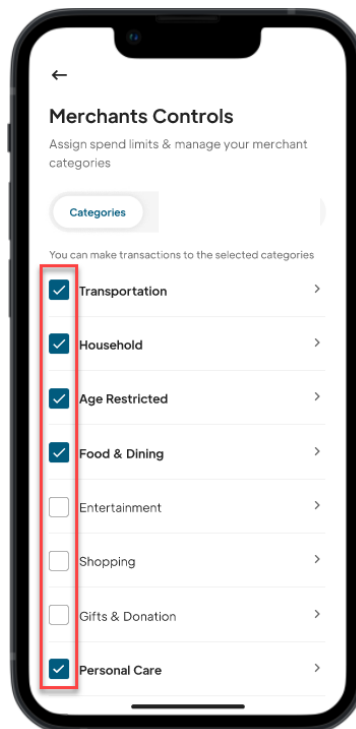 Merchants Controls
Assign spend limits & manage your merchant
categories
Categories
You can make transactions to the selected categories
Transportation
Household
Age Restricted
Food & Dining
Entertainment
Shopping
Gifts & Donation
Personal Care